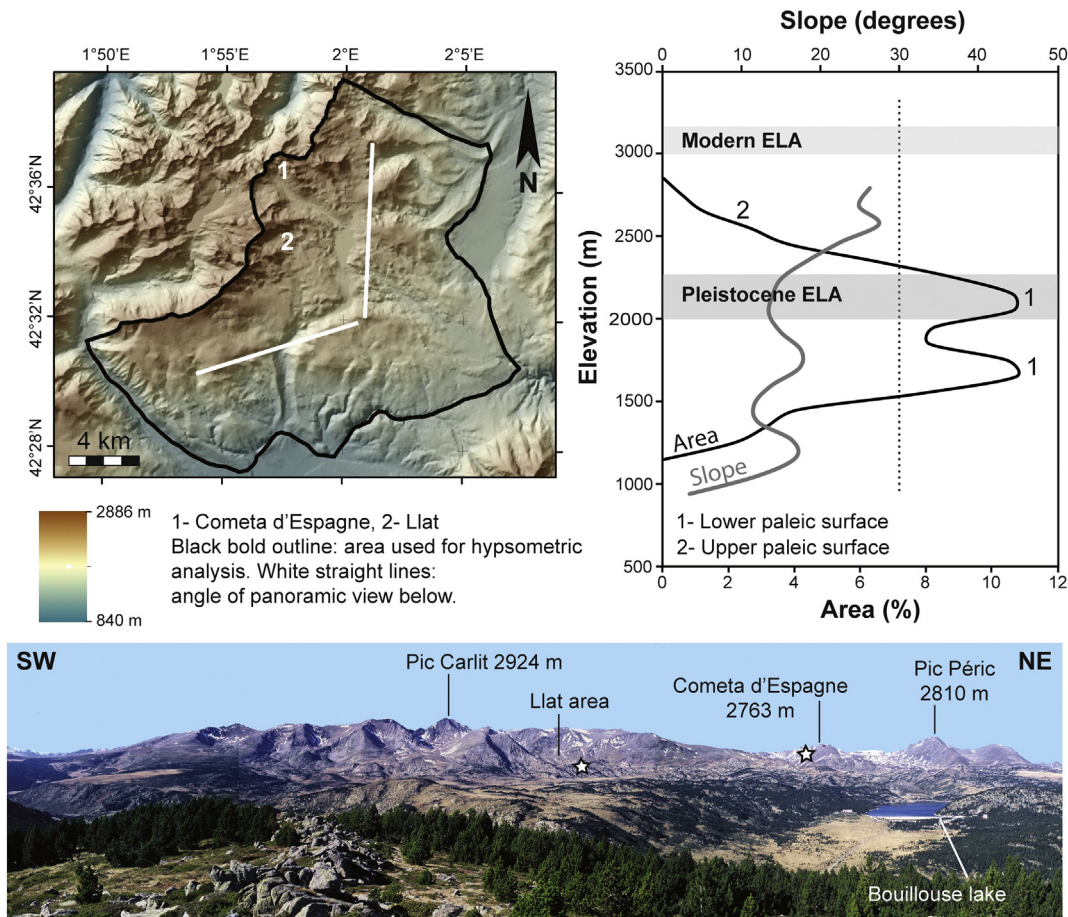 1°50'E
1°55'E
2°E
2°5'E
42°36'N
42°32'N
42°28'N
1
2
N
4 km
2886 m
840 m
1- Cometa d'Espagne, 2- Llat
Black bold outline: area used for hypsometric
analysis. White straight lines:
angle of panoramic view below.
Slope (degrees)
0
10
20
30
40
50
Elevation (m)
3500
3000
2500
2000
1500
1000
500
Modern ELA
2
Pleistocene ELA
1
1
Area
Slope
1- Lower paleic surface
2- Upper paleic surface
0
2
4
6
8
10
12
Area (%)
SW
NE
Pic Carlit 2924 m
Llat area
Cometa d'Espagne
2763 m
Pic Péric
2810 m
Bouillouse lake